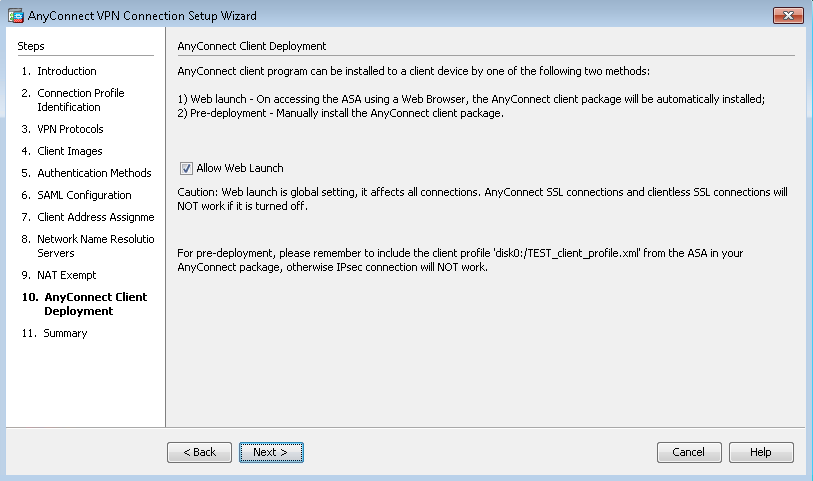 AnyConnect VPN Connection Setup Wizard
Steps
1. Introduction
2. Connection Profile
Identification
3. VPN Protocols
4. Client Images
5. Authentication Methods
6. SAML Configuration
7. Client Address Assignme
8. Network Name Resolutio
Servers
9. NAT Exempt
10. AnyConnect Client
Deployment
11. Summary
AnyConnect Client Deployment
AnyConnect client program can be installed to a client device by one of the following two methods:
1) Web launch - On accessing the ASA using a Web Browser, the AnyConnect client package will be automatically installed;
2) Pre-deployment - Manually install the AnyConnect client package.
Allow Web Launch
Caution: Web launch is global setting, it affects all connections. AnyConnect SSL connections and clientless SSL connections will
NOT work if it is turned off.
For pre-deployment, please remember to include the client profile 'disk0:/TEST_client_profile.xml' from the ASA in your
AnyConnect package, otherwise IPsec connection will NOT work.
< Back
Next >
Cancel
Help